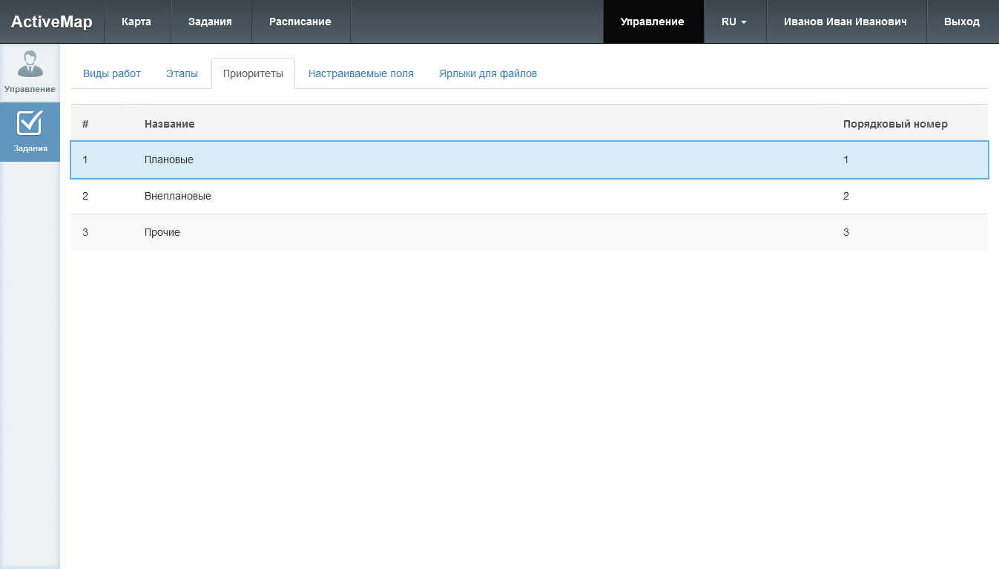 ActiveMap Карта Задания Расписание Управление RU Иванов Иван Иванович Выход
Управление
Задания
Виды работ Этапы Приоритеты Настраиваемые поля Ярлыки для файлов
# Название Порядковый номер
1 Плановые 1
2 Внеплановые 2
3 Прочие 3